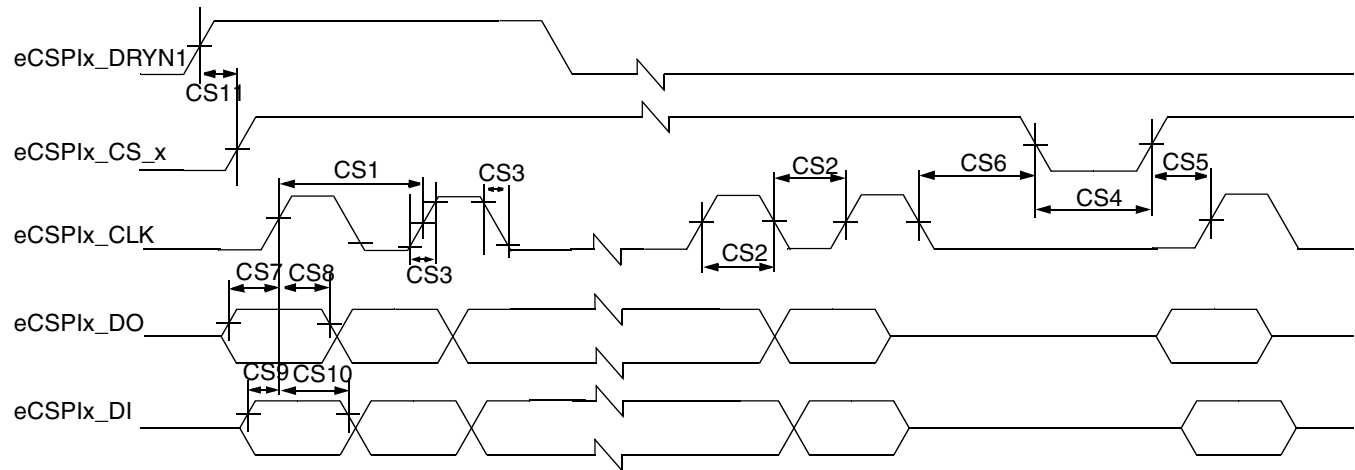 eCSPIx_DRYN1
CS11
eCSPIx_CS_x
CS1
CS3
CS2
CS6
CS5
CS4
eCSPIx_CLK
CS3
CS2
CS7
CS8
eCSPIx_DO
CS9
CS10
eCSPIx_DI